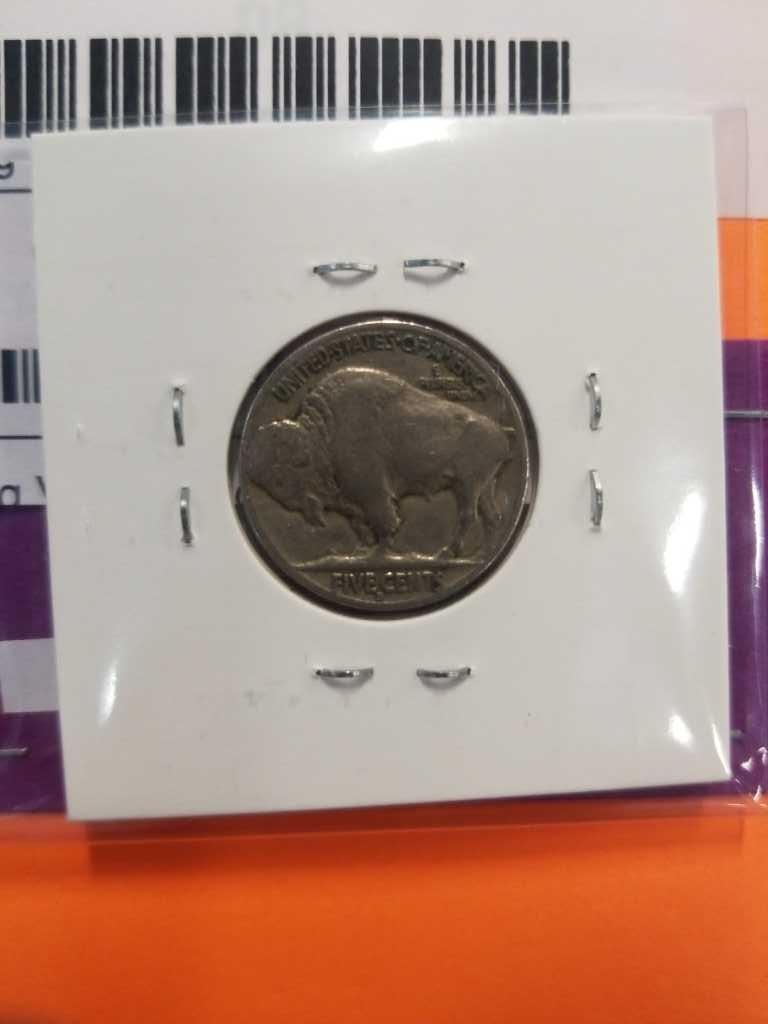 UNITED·STATES·OF·AMERICA
E
PLURIBUS
UNUM
FIVE CENTS
D